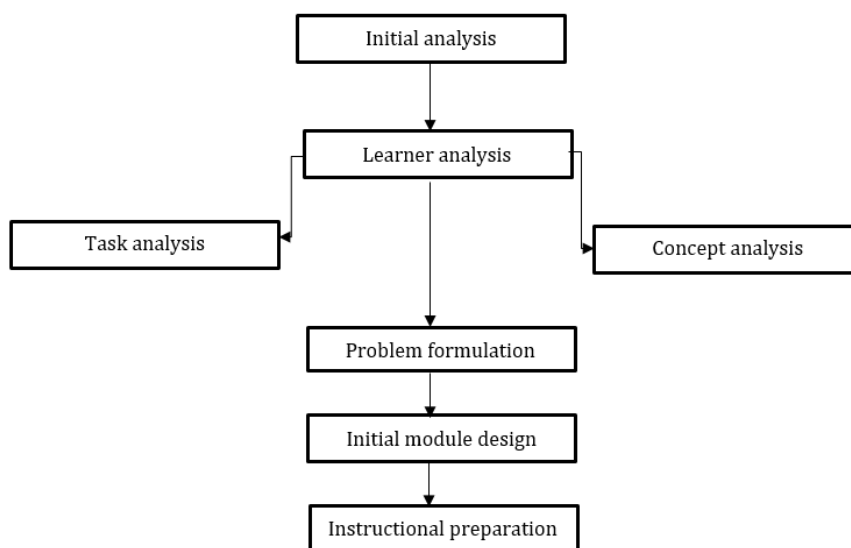 Initial analysis
Learner analysis
Task analysis
Concept analysis
Problem formulation
Initial module design
Instructional preparation